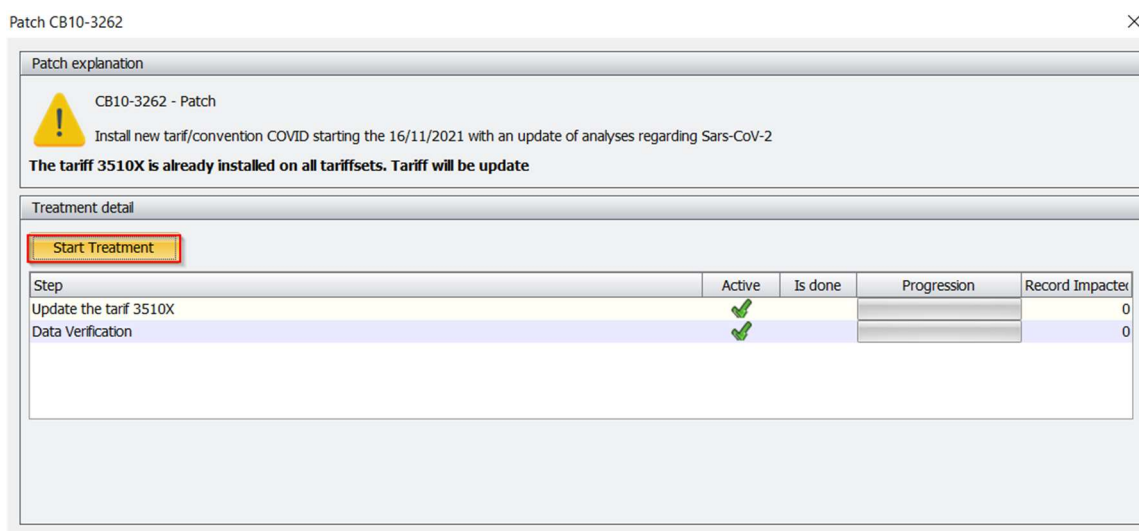 Patch CB10-3262
Patch explanation
CB10-3262 - Patch
Install new tarif/convention COVID starting the 16/11/2021 with an update of analyses regarding Sars-CoV-2
The tariff 3510X is already installed on all tariffsets. Tariff will be update
Treatment detail
Start Treatment
Step Active Is done Progression Record Impacted
Update the tarif 3510X 0
Data Verification 0